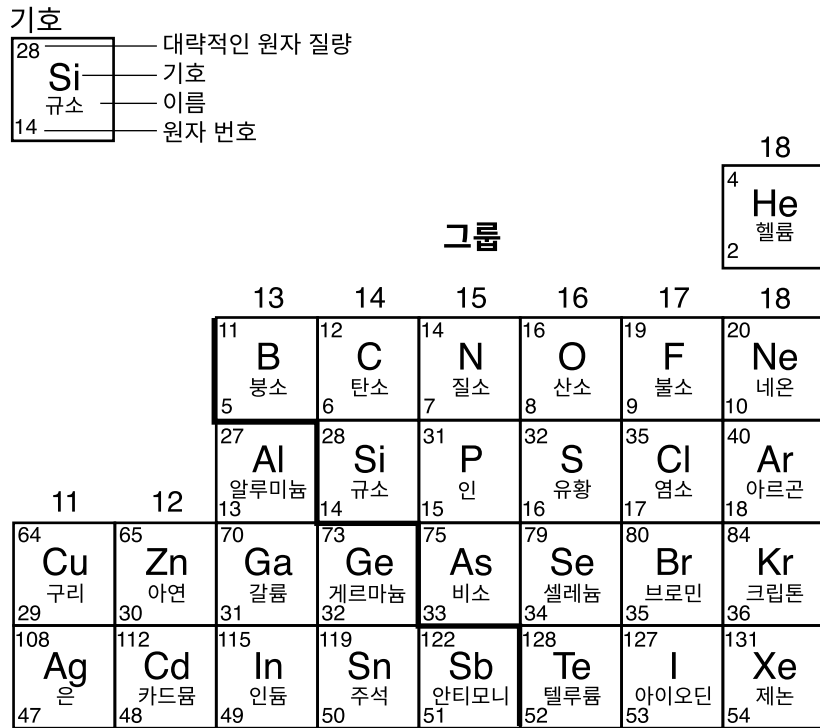 기호
28
대략적인 원자 질량
Si
기호
규소
이름
14
원자 번호
18
4
He
헬륨
2
그룹
13 14 15 16 17 18
11 12 14 16 19 20
B C N O F Ne
붕소 탄소 질소 산소 불소 네온
5 6 7 8 9 10
27 28 31 32 35 40
Al Si P S Cl Ar
알루미늄 규소 인 유황 염소 아르곤
13 14 15 16 17 18
11 12
64 65 70 73 75 79 80 84
Cu Zn Ga Ge As Se Br Kr
구리 아연 갈륨 게르마늄 비소 셀레늄 브로민 크립톤
29 30 31 32 33 34 35 36
108 112 115 119 122 128 127 131
Ag Cd In Sn Sb Te I Xe
은 카드뮴 인듐 주석 안티모니 텔루륨 아이오딘 제논
47 48 49 50 51 52 53 54